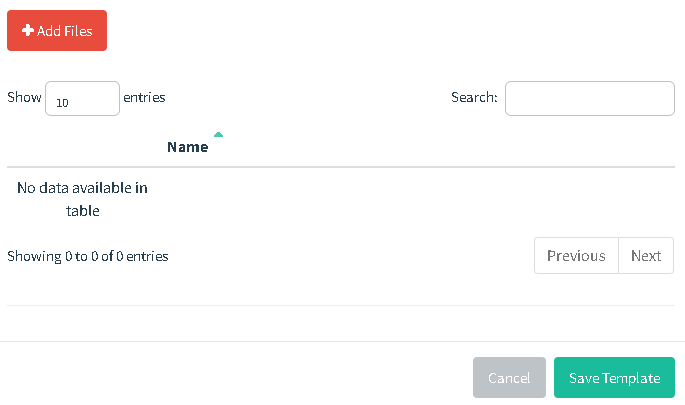 Add Files
Show 10 entries Search:
Name
No data available in
table
Showing 0 to 0 of 0 entries Previous Next
Cancel Save Template